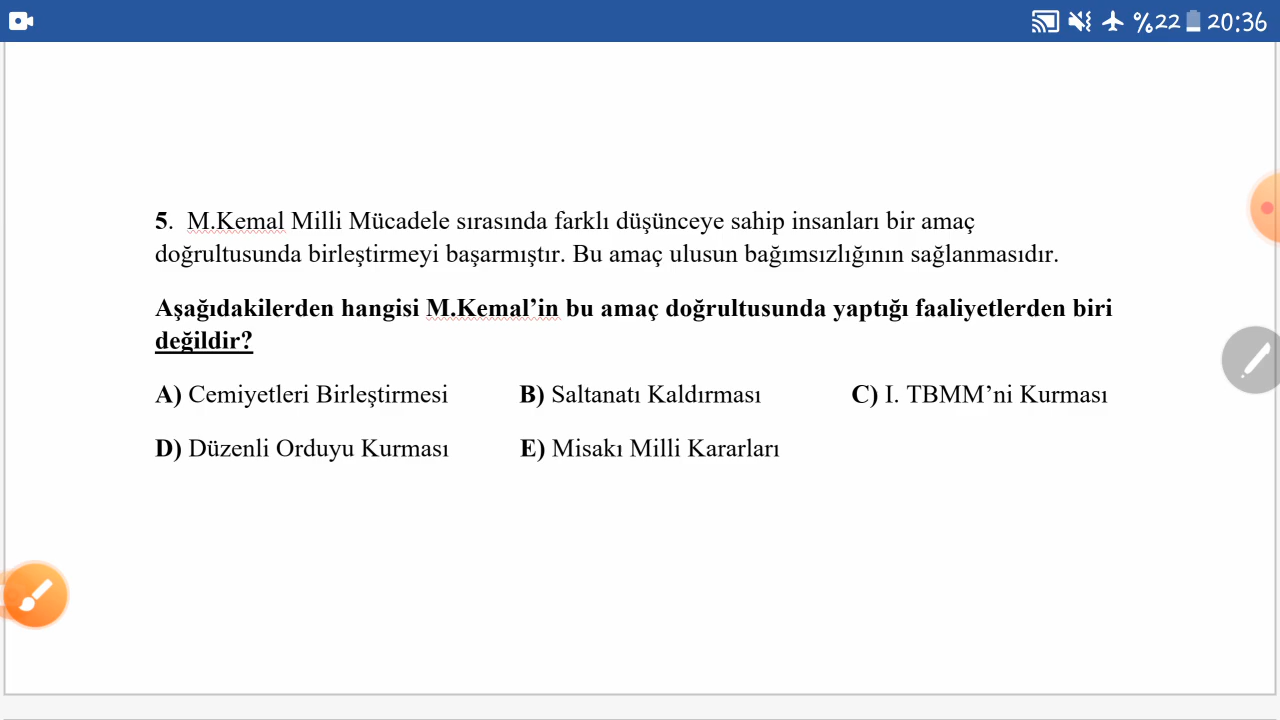 %22 20:36
5. M.Kemal Milli Mücadele sırasında farklı düşünceye sahip insanları bir amaç
doğrultusunda birleştirmeyi başarmıştır. Bu amaç ulusun bağımsızlığının sağlanmasıdır.
Aşağıdakilerden hangisi M.Kemal’in bu amaç doğrultusunda yaptığı faaliyetlerden biri
değildir?
A) Cemiyetleri Birleştirmesi B) Saltanatı Kaldırması C) I. TBMM’ni Kurması
D) Düzenli Orduyu Kurması E) Misakı Milli Kararları